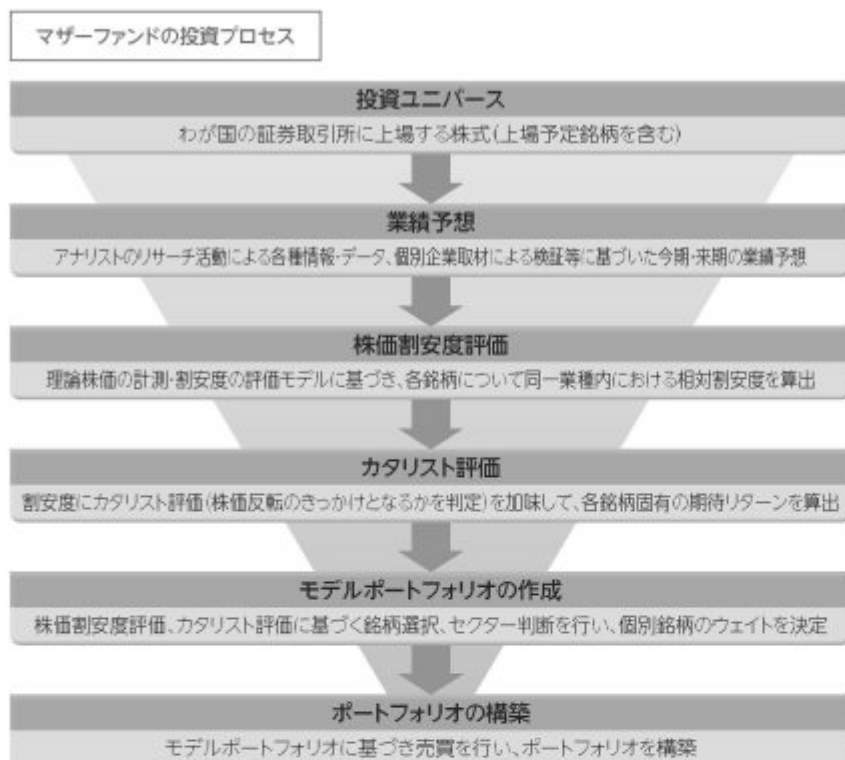 マザーファンドの投資プロセス
投資ユニバース
わが国の証券取引所に上場する株式(上場予定銘柄を含む)
業績予想
アナリストのリサーチ活動による各種情報・データ、個別企業取材による検証等に基づいた今期・来期の業績予想
株価割安度評価
理論株価の計測・割安度の評価モデルに基づき、各銘柄について同一業種内における相対割安度を算出
カタリスト評価
割安度にカタリスト評価(株価反転のきっかけとなるかを判定)を加味して、各銘柄固有の期待リターンを算出
モデルポートフォリオの作成
株価割安度評価、カタリスト評価に基づく銘柄選択、セクター判断を行い、個別銘柄のウェイトを決定
ポートフォリオの構築
モデルポートフォリオに基づき売買を行い、ポートフォリオを構築